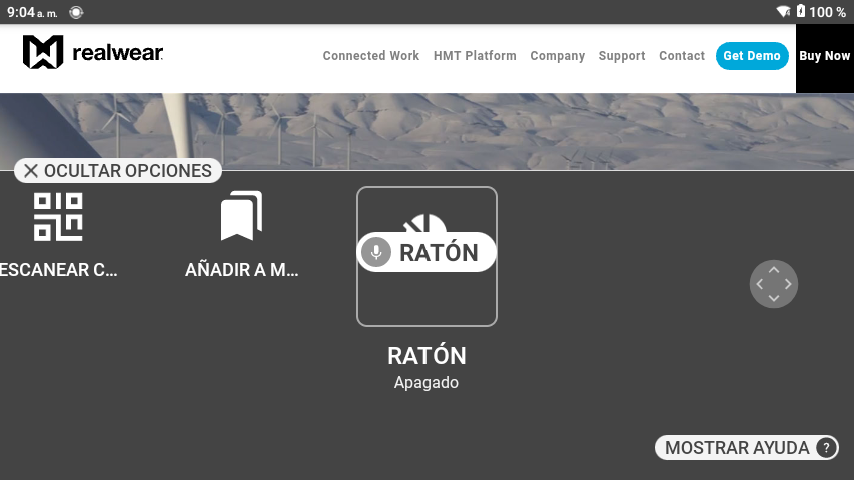 9:04 a. m.
100 %
realwear
Connected Work
HMT Platform
Company
Support
Contact
Get Demo
Buy Now
OCULTAR OPCIONES
ESCANEAR C...
AÑADIR A M...
RATÓN
RATÓN
Apagado
MOSTRAR AYUDA ?